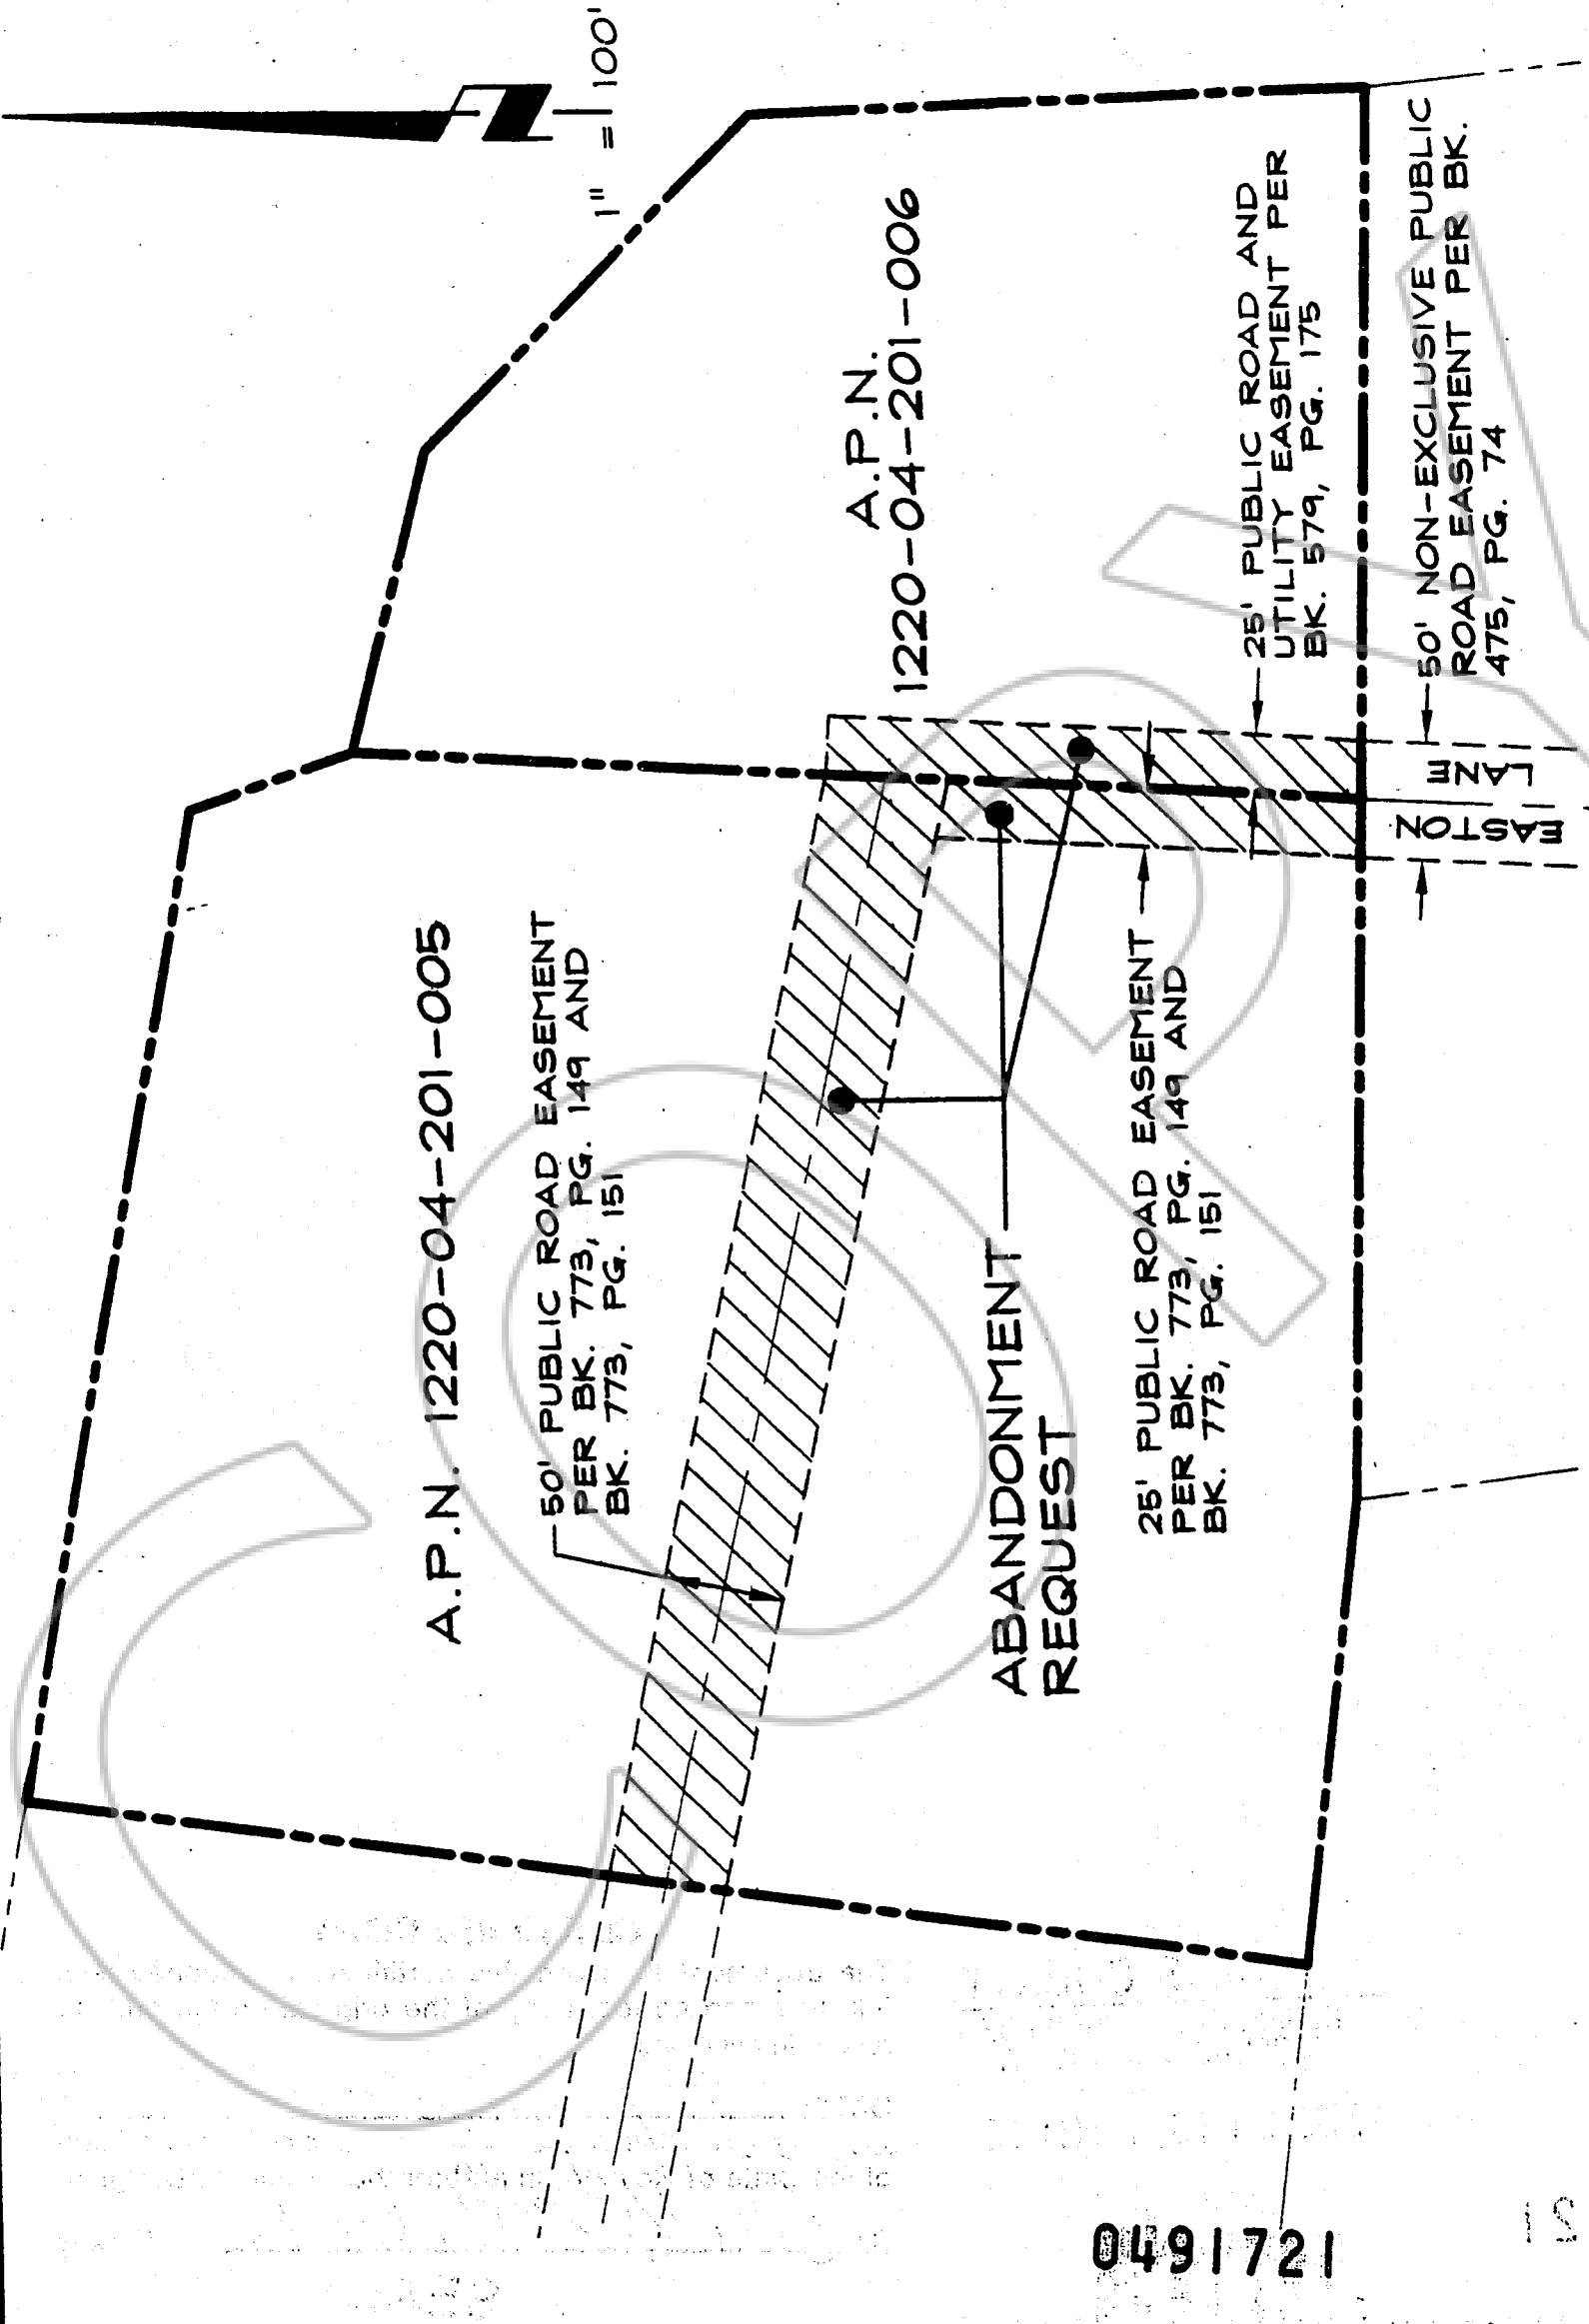 1" = 100'
A.P.N. 1220-04-201-005
50' PUBLIC ROAD EASEMENT
PER BK. 773, PG. 149 AND
BK. 773, PG. 151
A.P.N.
1220-04-201-006
ABANDONMENT
REQUEST
25' PUBLIC ROAD EASEMENT
PER BK. 773, PG. 149 AND
BK. 773, PG. 151
25' PUBLIC ROAD AND
UTILITY EASEMENT PER
BK. 579, PG. 175
50' NON-EXCLUSIVE PUBLIC
ROAD EASEMENT PER BK.
475, PG. 74
EASTON
LANE
0491721